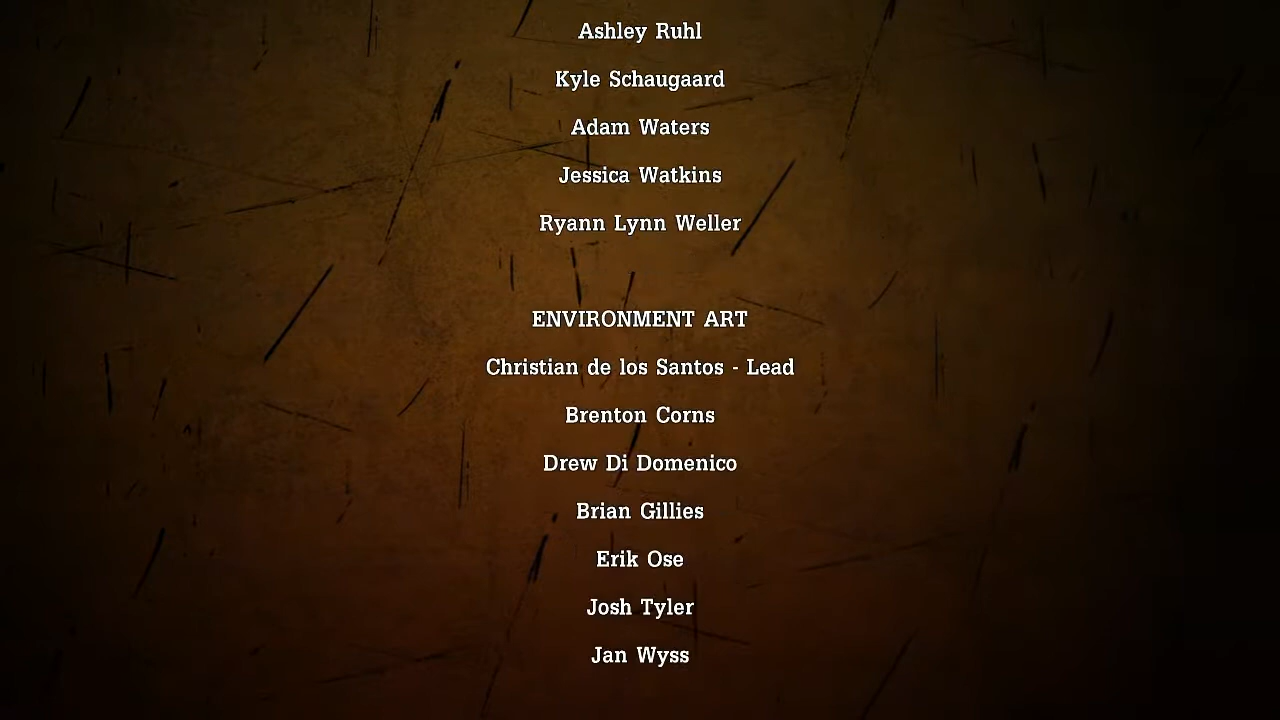 Ashley Ruhl
Kyle Schaugaard
Adam Waters
Jessica Watkins
Ryann Lynn Weller
ENVIRONMENT ART
Christian de los Santos - Lead
Brenton Corns
Drew Di Domenico
Brian Gillies
Erik Ose
Josh Tyler
Jan Wyss